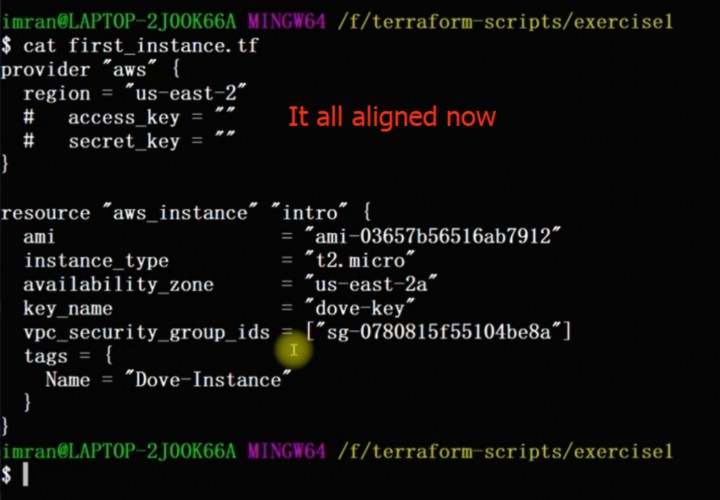 imran@LAPTOP-2J0OK66A MINGW64 /f/terraform-scripts/exercise1
$ cat first_instance.tf
provider "aws" {
  region = "us-east-2"
  #   access_key = ""
  #   secret_key = ""
It all aligned now
}
resource "aws_instance" "intro" {
  ami                    = "ami-03657b56516ab7912"
  instance_type          = "t2.micro"
  availability_zone      = "us-east-2a"
  key_name               = "dove-key"
  vpc_security_group_ids = ["sg-0780815f55104be8a"]
  tags = {
    Name = "Dove-Instance"
  }
}
imran@LAPTOP-2J0OK66A MINGW64 /f/terraform-scripts/exercise1
$